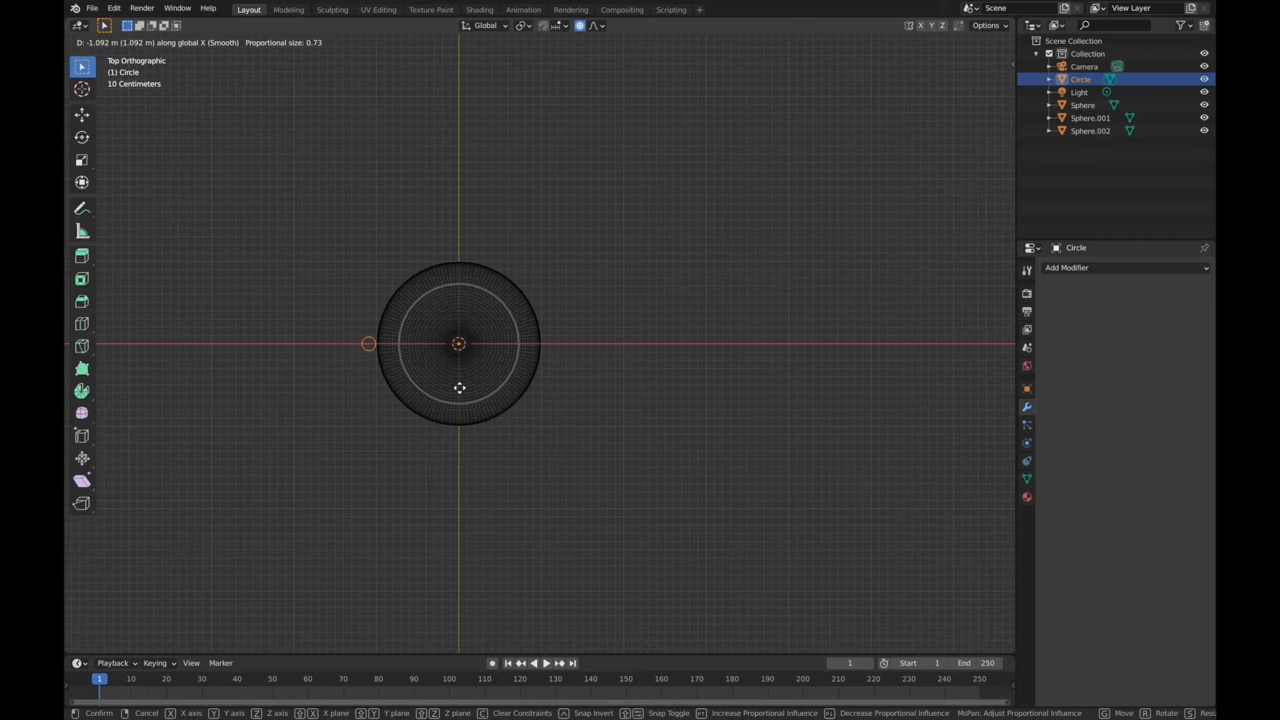 File Edit Render Window Help Layout Modeling Sculpting UV Editing Texture Paint Shading Animation Rendering Compositing Scripting + Scene View Layer
Global X Y Z Options
D: -1.092 m (1.092 m) along global X (Smooth) Proportional size: 0.73
Top Orthographic
(1) Circle
10 Centimeters
Scene Collection
Collection
Camera
Circle
Light
Sphere
Sphere.001
Sphere.002
Circle
Add Modifier
Playback Keying View Marker 1 Start 1 End 250
1 10 20 30 40 50 60 70 80 90 100 110 120 130 140 150 160 170 180 190 200 210 220 230 240 250
Confirm Cancel X X axis Y Y axis Z Z axis X X plane Y Y plane Z Z plane C Clear Constraints Snap Invert Snap Toggle Increase Proportional Influence Decrease Proportional Influence MsPan: Adjust Proportional Influence G Move R Rotate S Resi